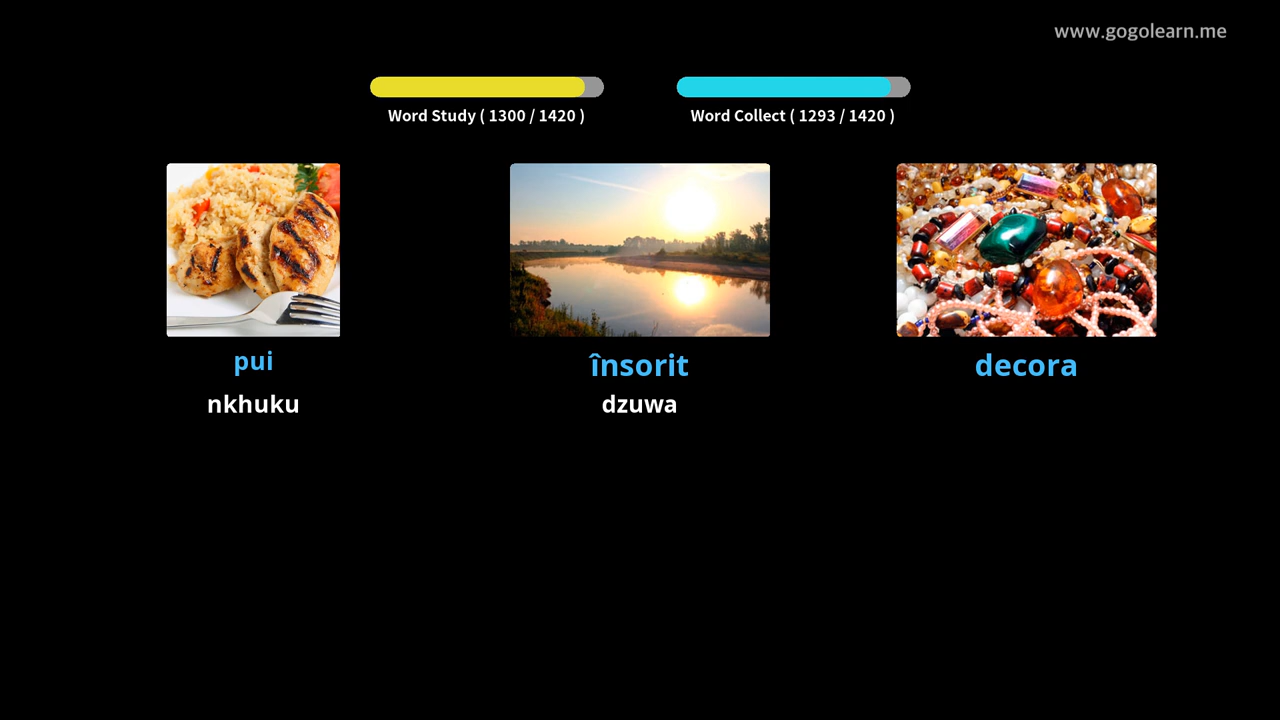 www.gogolearn.me
Word Study ( 1300 / 1420 )
Word Collect ( 1293 / 1420 )
pui
însorit
decora
nkhuku
dzuwa